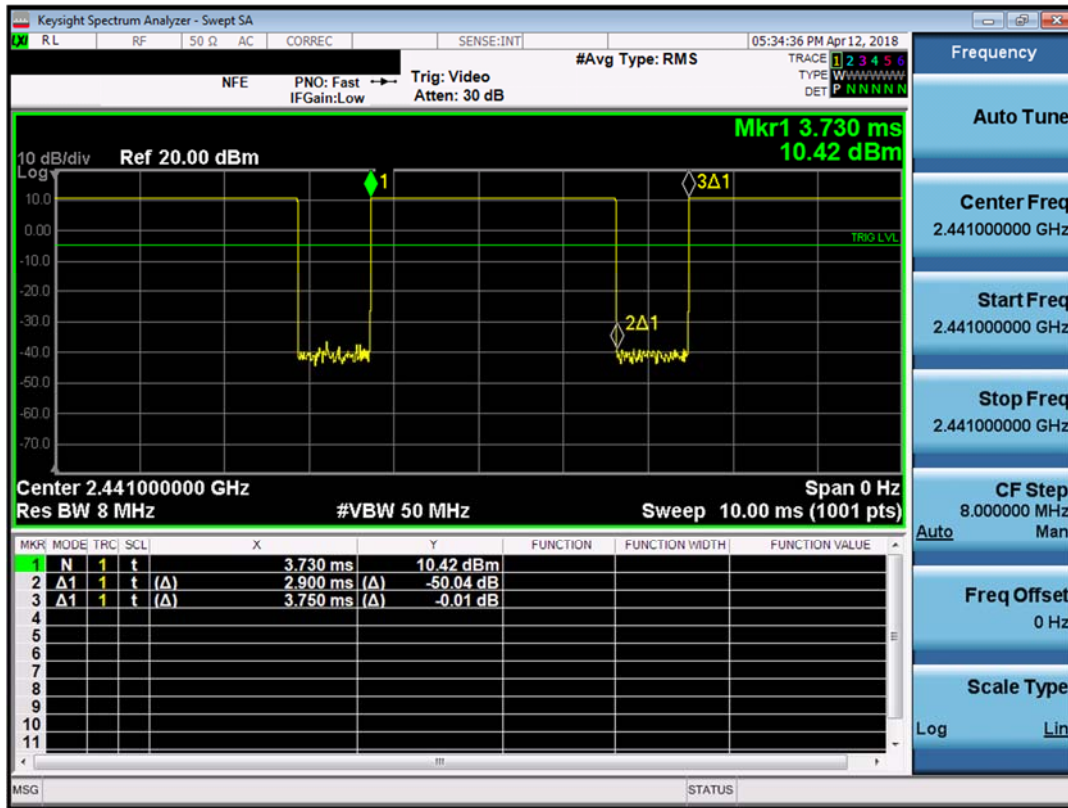 Keysight Spectrum Analyzer - Swept SA
LXI RL RF 50 Ω AC CORREC SENSE:INT 05:34:36 PM Apr 12, 2018
NFE PNO: Fast Trig: Video #Avg Type: RMS TRACE 1 2 3 4 5 6
IFGain:Low Atten: 30 dB TYPE WWWWWW
DET P N N N N N
Mkr1 3.730 ms
10.42 dBm
10 dB/div Ref 20.00 dBm
Log
1
3Δ1
10.0
0.00
TRIG LVL
-10.0
-20.0
-30.0
2Δ1
-40.0
-50.0
-60.0
-70.0
Center 2.441000000 GHz Span 0 Hz
Res BW 8 MHz #VBW 50 MHz Sweep 10.00 ms (1001 pts)
MKR MODE TRC SCL X Y FUNCTION FUNCTION WIDTH FUNCTION VALUE
1 N 1 t 3.730 ms 10.42 dBm
2 Δ1 1 t (Δ) 2.900 ms (Δ) -50.04 dB
3 Δ1 1 t (Δ) 3.750 ms (Δ) -0.01 dB
4
5
6
7
8
9
10
11
MSG STATUS
Frequency
Auto Tune
Center Freq
2.441000000 GHz
Start Freq
2.441000000 GHz
Stop Freq
2.441000000 GHz
CF Step
8.000000 MHz
Auto Man
Freq Offset
0 Hz
Scale Type
Log Lin